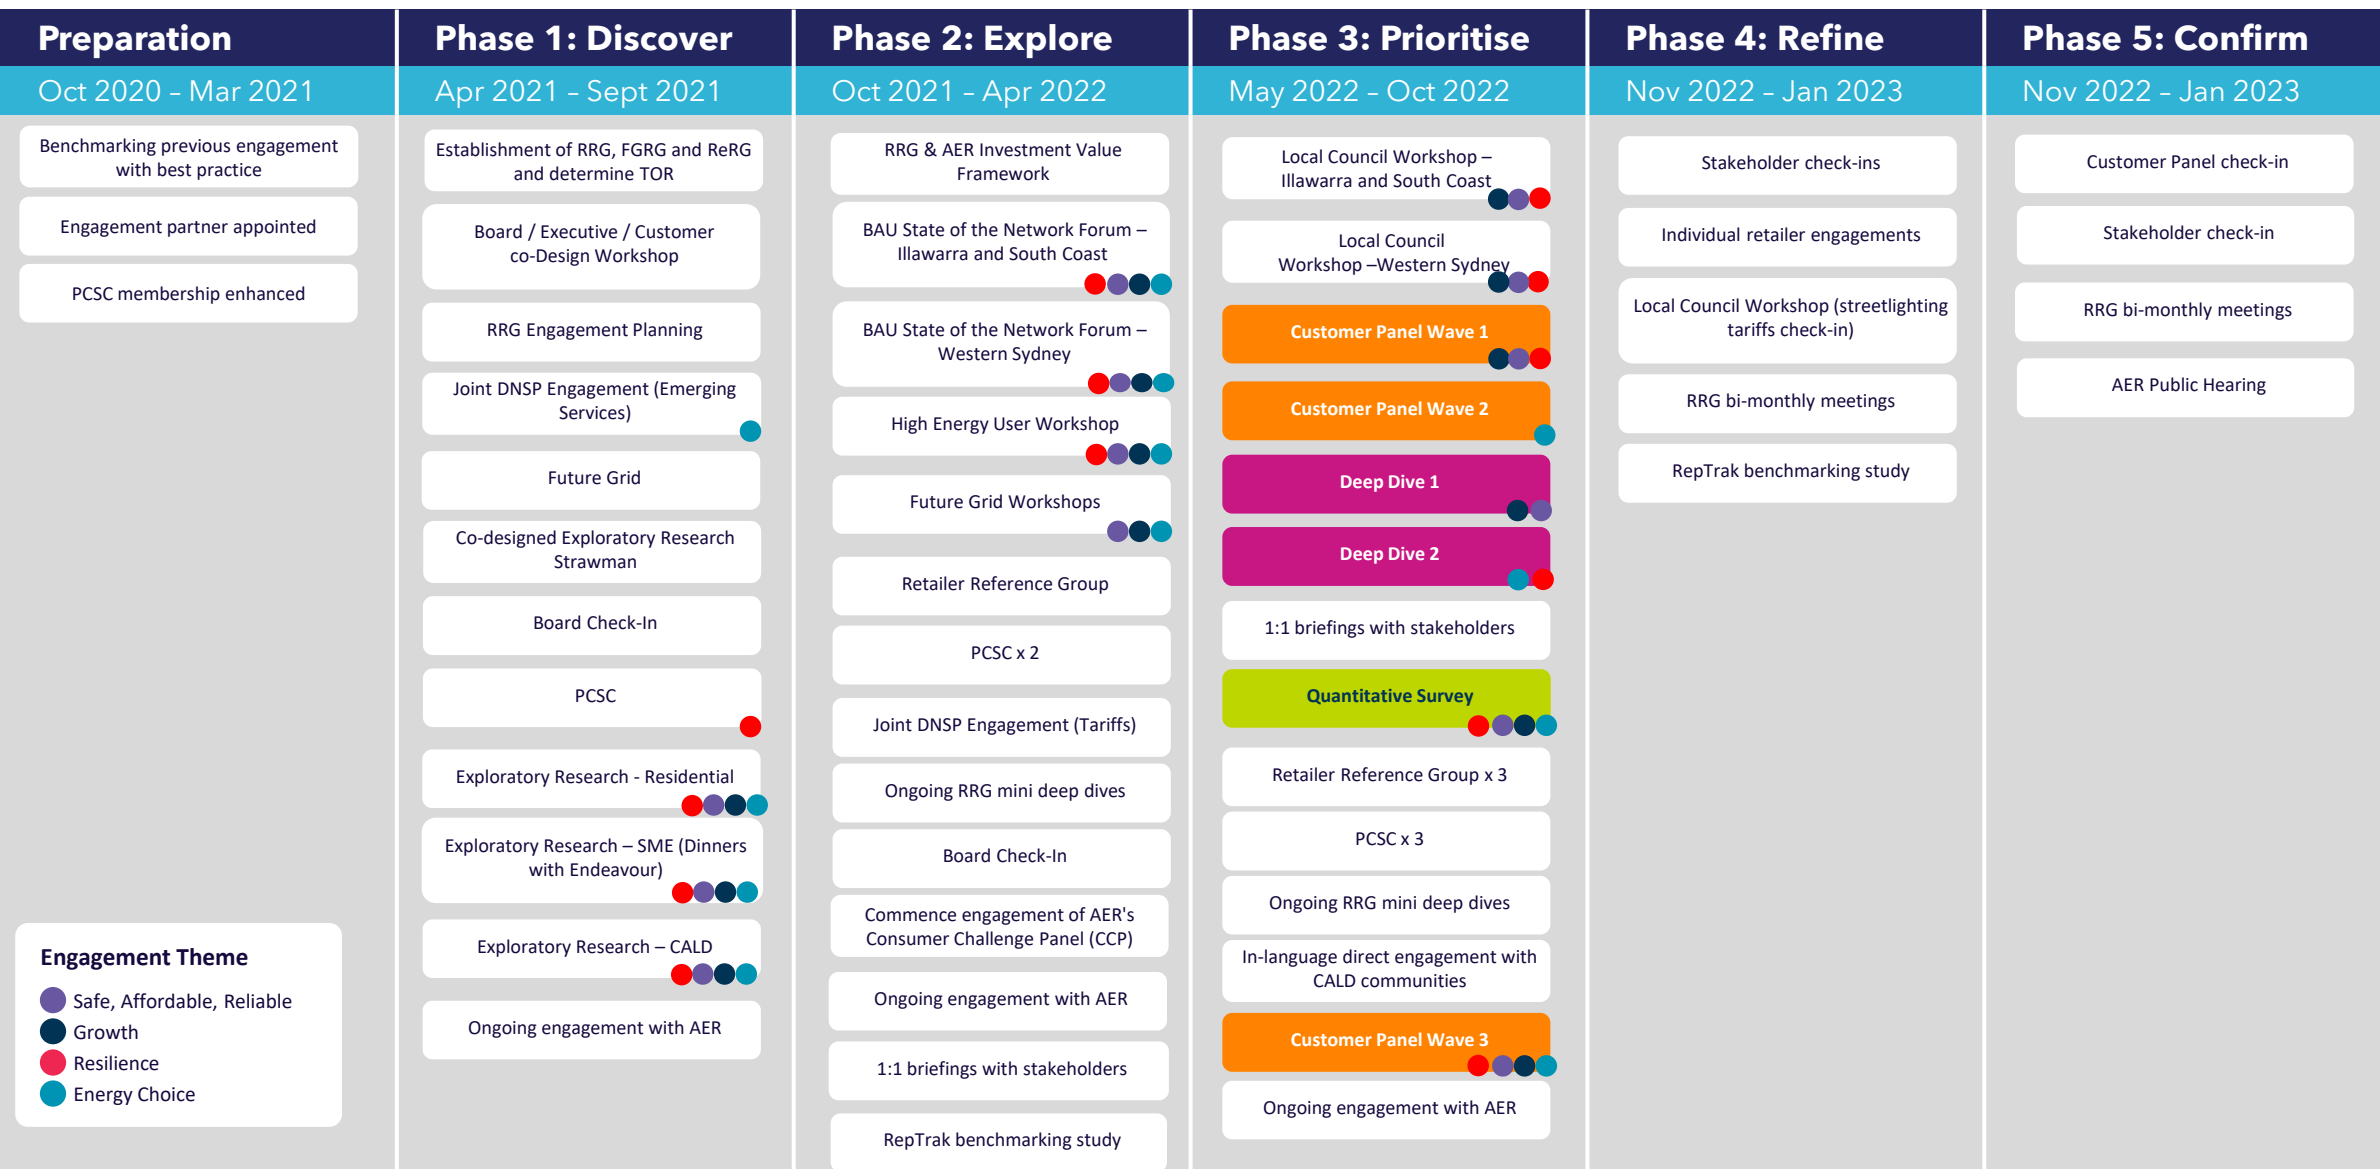 Preparation
Oct 2020 – Mar 2021
Benchmarking previous engagement
with best practice
Engagement partner appointed
PCSC membership enhanced
Engagement Theme
Safe, Affordable, Reliable
Growth
Resilience
Energy Choice
Phase 1: Discover
Apr 2021 – Sept 2021
Establishment of RRG, FGRG and ReRG
and determine TOR
Board / Executive / Customer
co-Design Workshop
RRG Engagement Planning
Joint DNSP Engagement (Emerging
Services)
Future Grid
Co-designed Exploratory Research
Strawman
Board Check-In
PCSC
Exploratory Research - Residential
Exploratory Research – SME (Dinners
with Endeavour)
Exploratory Research – CALD
Ongoing engagement with AER
Phase 2: Explore
Oct 2021 – Apr 2022
RRG & AER Investment Value
Framework
BAU State of the Network Forum –
Illawarra and South Coast
BAU State of the Network Forum –
Western Sydney
High Energy User Workshop
Future Grid Workshops
Retailer Reference Group
PCSC x 2
Joint DNSP Engagement (Tariffs)
Ongoing RRG mini deep dives
Board Check-In
Commence engagement of AER's
Consumer Challenge Panel (CCP)
Ongoing engagement with AER
1:1 briefings with stakeholders
RepTrak benchmarking study
Phase 3: Prioritise
May 2022 – Oct 2022
Local Council Workshop –
Illawarra and South Coast
Local Council
Workshop –Western Sydney
Customer Panel Wave 1
Customer Panel Wave 2
Deep Dive 1
Deep Dive 2
1:1 briefings with stakeholders
Quantitative Survey
Retailer Reference Group x 3
PCSC x 3
Ongoing RRG mini deep dives
In-language direct engagement with
CALD communities
Customer Panel Wave 3
Ongoing engagement with AER
Phase 4: Refine
Nov 2022 – Jan 2023
Stakeholder check-ins
Individual retailer engagements
Local Council Workshop (streetlighting
tariffs check-in)
RRG bi-monthly meetings
RepTrak benchmarking study
Phase 5: Confirm
Nov 2022 – Jan 2023
Customer Panel check-in
Stakeholder check-in
RRG bi-monthly meetings
AER Public Hearing